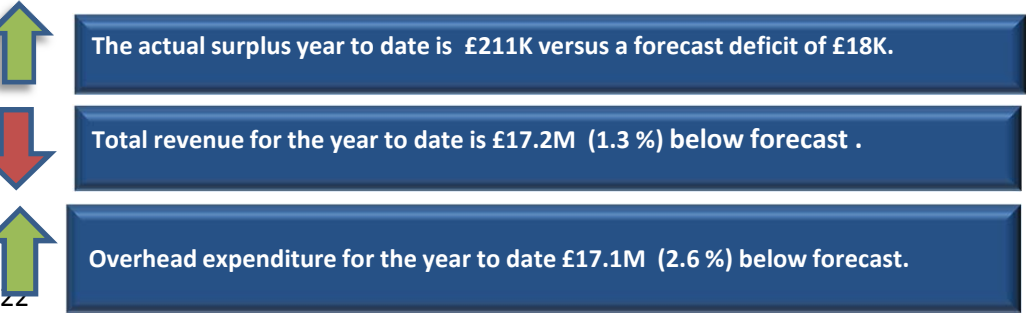 The actual surplus year to date is £211K versus a forecast deficit of £18K.
Total revenue for the year to date is £17.2M (1.3 %) below forecast .
Overhead expenditure for the year to date £17.1M (2.6 %) below forecast.
22